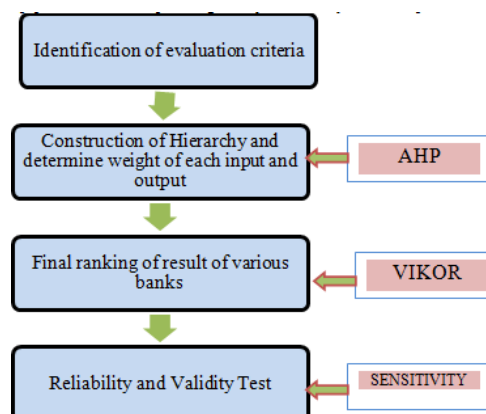 Identification of evaluation criteria
Construction of Hierarchy and
determine weight of each input and
output
AHP
Final ranking of result of various
banks
VIKOR
Reliability and Validity Test
SENSITIVITY